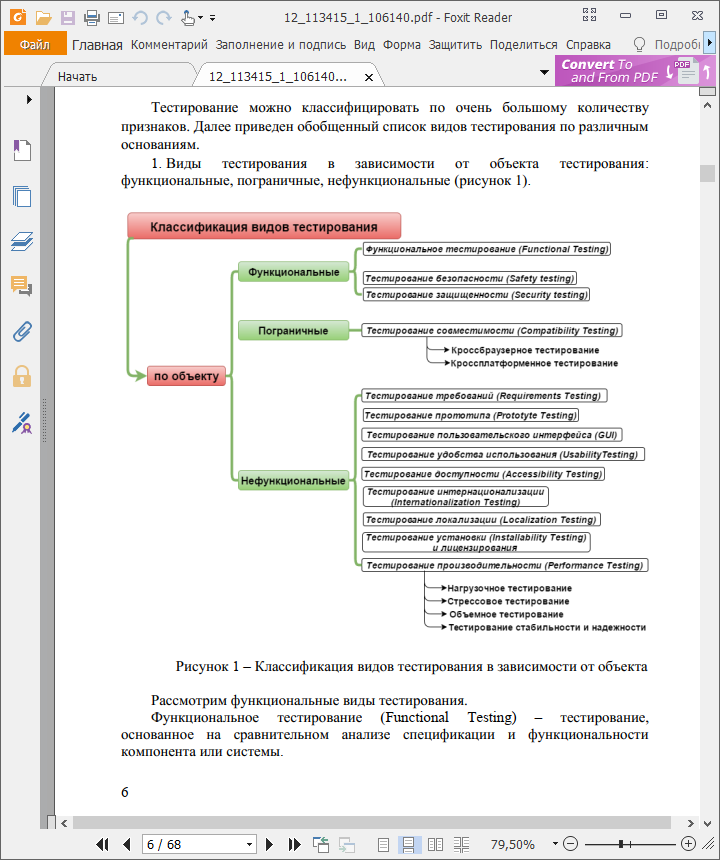 12_113415_1_106140.pdf - Foxit Reader
Файл Главная Комментарий Заполнение и подпись Вид Форма Защитить Поделиться Справка Подробн
Начать 12_113415_1_106140... Convert To and From PDF PDF
Тестирование можно классифицировать по очень большому количеству
признаков. Далее приведен обобщенный список видов тестирования по различным
основаниям.
1. Виды тестирования в зависимости от объекта тестирования:
функциональные, пограничные, нефункциональные (рисунок 1).
Классификация видов тестирования
по объекту
Функциональные
Функциональное тестирование (Functional Testing)
Тестирование безопасности (Safety testing)
Тестирование защищенности (Security testing)
Пограничные
Тестирование совместимости (Compatibility Testing)
Кроссбраузерное тестирование
Кроссплатформенное тестирование
Нефункциональные
Тестирование требований (Requirements Testing)
Тестирование прототипа (Prototyte Testing)
Тестирование пользовательского интерфейса (GUI)
Тестирование удобства использования (UsabilityTesting)
Тестирование доступности (Accessibility Testing)
Тестирование интернационализации
(Internationalization Testing)
Тестирование локализации (Localization Testing)
Тестирование установки (Installability Testing)
и лицензирования
Тестирование производительности (Performance Testing)
Нагрузочное тестирование
Стрессовое тестирование
Объемное тестирование
Тестирование стабильности и надежности
Рисунок 1 – Классификация видов тестирования в зависимости от объекта
Рассмотрим функциональные виды тестирования.
Функциональное тестирование (Functional Testing) – тестирование,
основанное на сравнительном анализе спецификации и функциональности
компонента или системы.
6
6 / 68 79,50%